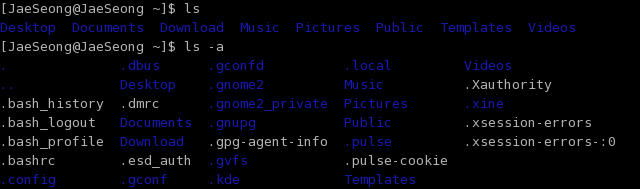 [JaeSeong@JaeSeong ~]$ ls
Desktop  Documents  Download  Music  Pictures  Public  Templates  Videos
[JaeSeong@JaeSeong ~]$ ls -a
.              .dbus      .gconfd          .local          Videos
..             Desktop    .gnome2          Music           .Xauthority
.bash_history  .dmrc      .gnome2_private  Pictures        .xine
.bash_logout   Documents  .gnupg           Public          .xsession-errors
.bash_profile  Download   .gpg-agent-info  .pulse          .xsession-errors-:0
.bashrc        .esd_auth  .gvfs            .pulse-cookie
.config        .gconf     .kde             Templates